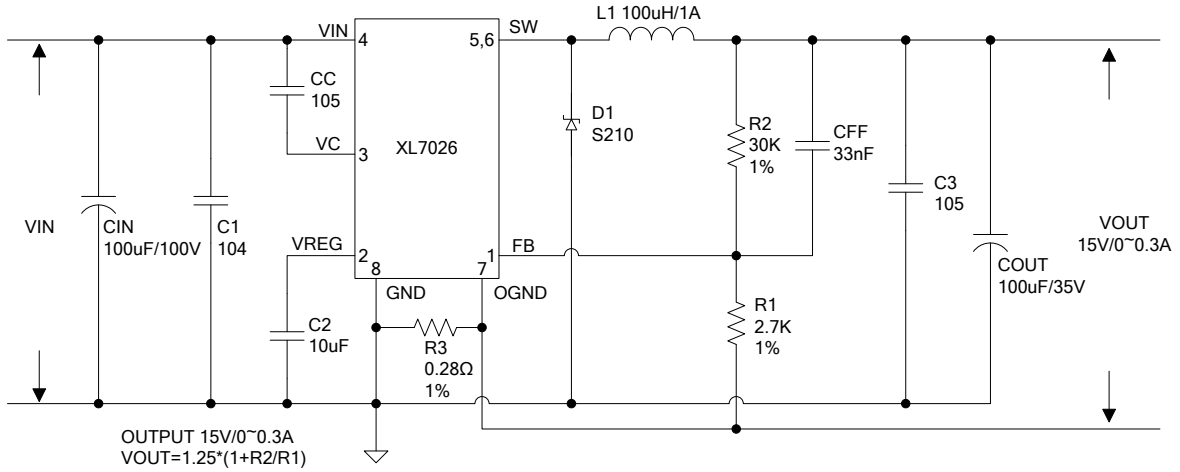 L1 100uH/1A
VIN
SW
4
5,6
CC
105
D1
S210
R2
30K
1%
CFF
33nF
VC
3
XL7026
C3
105
VIN
CIN
100uF/100V
C1
104
VOUT
15V/0~0.3A
VREG
2
FB
1
COUT
100uF/35V
8
7
GND
OGND
R1
2.7K
1%
C2
10uF
R3
0.28Ω
1%
OUTPUT 15V/0~0.3A
VOUT=1.25*(1+R2/R1)